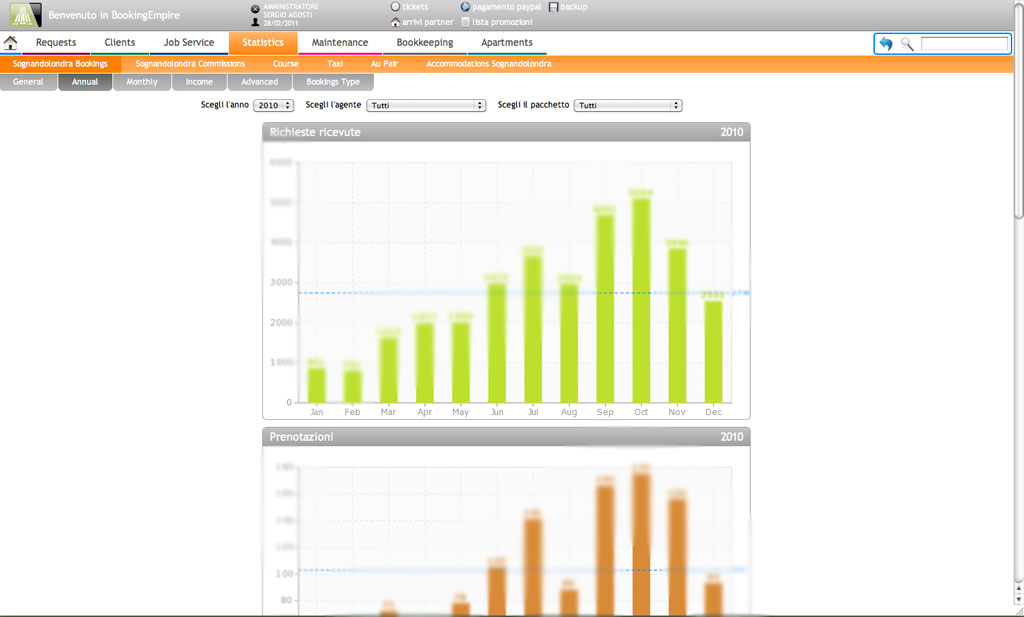 Benvenuto in BookingEmpire
AMMINISTRATORE
SERGIO AGOSTI
28/02/2011
tickets
arrivi partner
pagamento paypal
lista promozioni
backup
Requests Clients Job Service Statistics Maintenance Bookkeeping Apartments
Sognandolondra Bookings Sognandolondra Commissions Course Taxi Au Pair Accommodations Sognandolondra
General Annual Monthly Income Advanced Bookings Type
Scegli l'anno 2010 Scegli l'agente Tutti Scegli il pacchetto Tutti
Richieste ricevute 2010
6000
5000
4000
3000
2000
1000
0
Jan Feb Mar Apr May Jun Jul Aug Sep Oct Nov Dec
Prenotazioni 2010
180
160
140
120
100
80